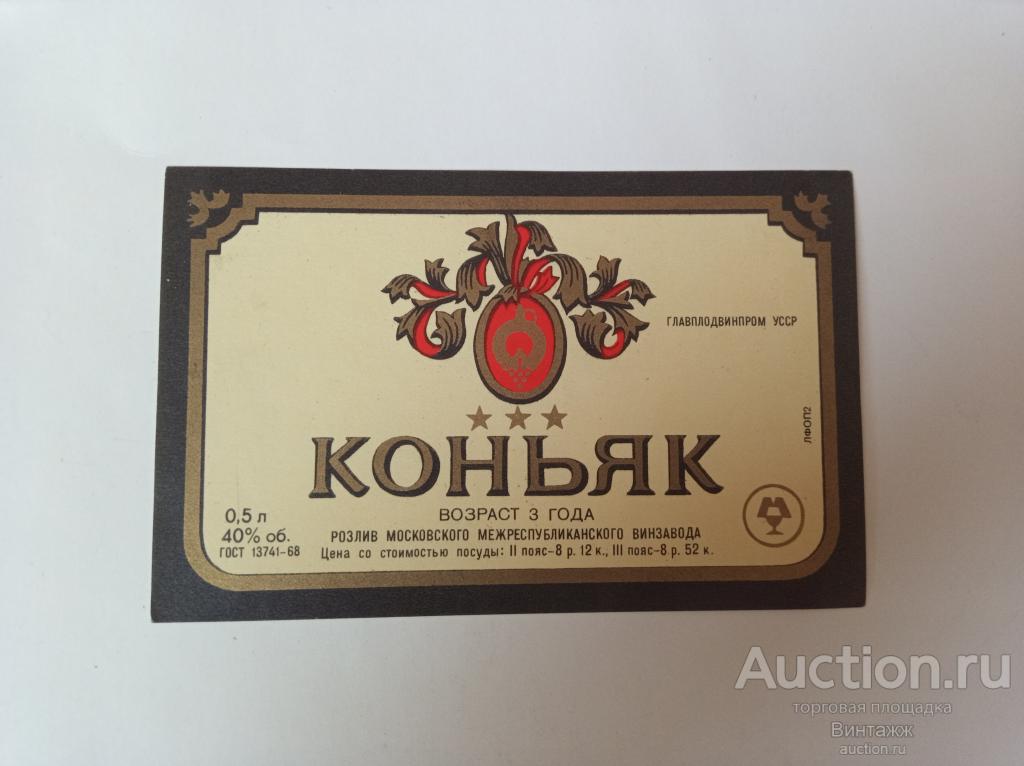 ГЛАВПЛОДВИНПРОМ УССР
ЛФОП2
КОНЬЯК
ВОЗРАСТ 3 ГОДА
0,5 л
40% об.
ГОСТ 13741-68
РОЗЛИВ МОСКОВСКОГО МЕЖРЕСПУБЛИКАНСКОГО ВИНЗАВОДА
Цена со стоимостью посуды: II пояс-8 р. 12 к., III пояс-8 р. 52 к.
Auction.ru
торговая площадка
Винтажж
auction.ru